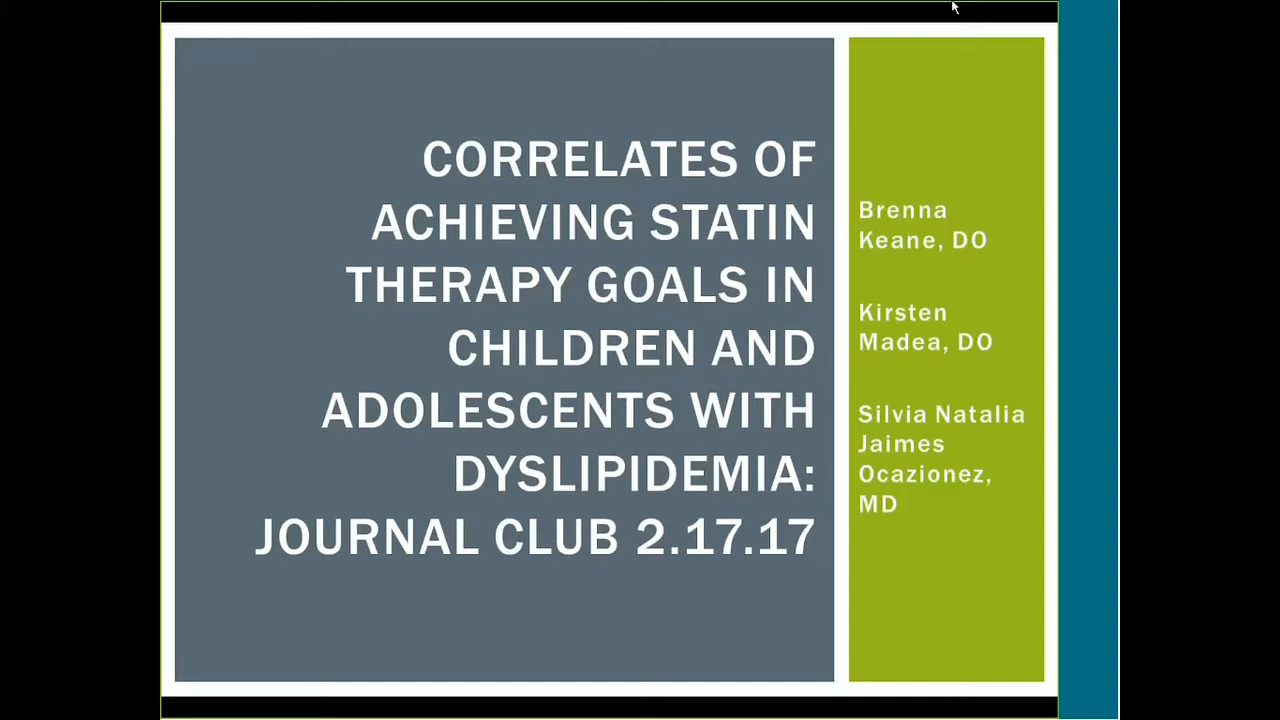 CORRELATES OF
ACHIEVING STATIN
THERAPY GOALS IN
CHILDREN AND
ADOLESCENTS WITH
DYSLIPIDEMIA:
JOURNAL CLUB 2.17.17
Brenna
Keane, DO
Kirsten
Madea, DO
Silvia Natalia
Jaimes
Ocazionez,
MD